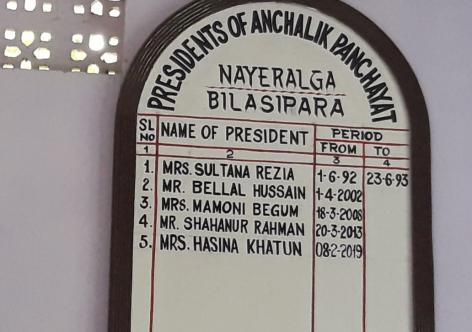 PRESIDENTS OF ANCHALIK PANCHAYAT
NAYERALGA
BILASIPARA
SL NO NAME OF PRESIDENT PERIOD
FROM TO
1 2 3 4
1. MRS. SULTANA REZIA 1-6-92 23-6-93
2. MR. BELLAL HUSSAIN 1-4-2002
3. MRS. MAMONI BEGUM 18-3-2008
4. MR. SHAHANUR RAHMAN 20-3-2013
5. MRS. HASINA KHATUN 08-2-2019